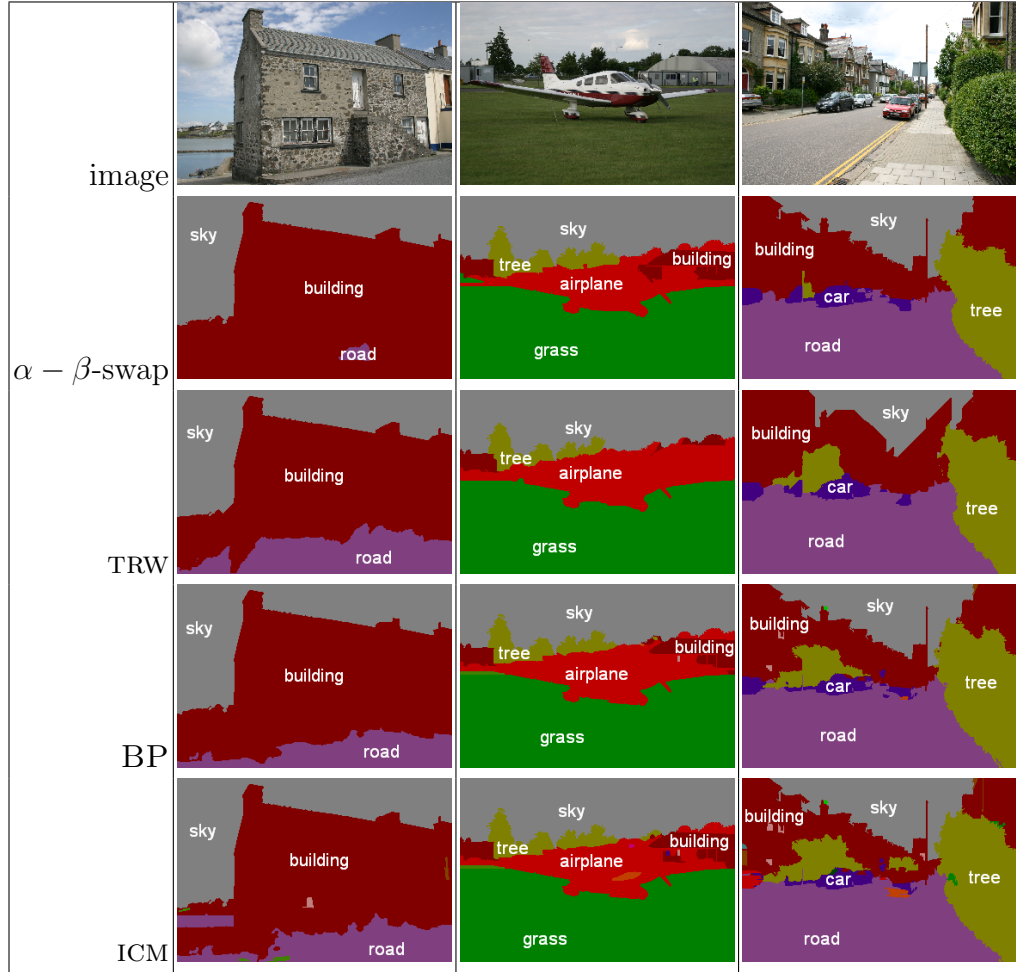 image
sky
building
road
sky
tree
building
airplane
grass
sky
building
car
tree
road
α − β-swap
sky
building
road
sky
tree
airplane
grass
sky
building
car
tree
road
TRW
sky
building
road
sky
tree
building
airplane
grass
sky
building
car
tree
road
BP
sky
building
road
sky
tree
building
airplane
grass
sky
building
car
tree
road
ICM